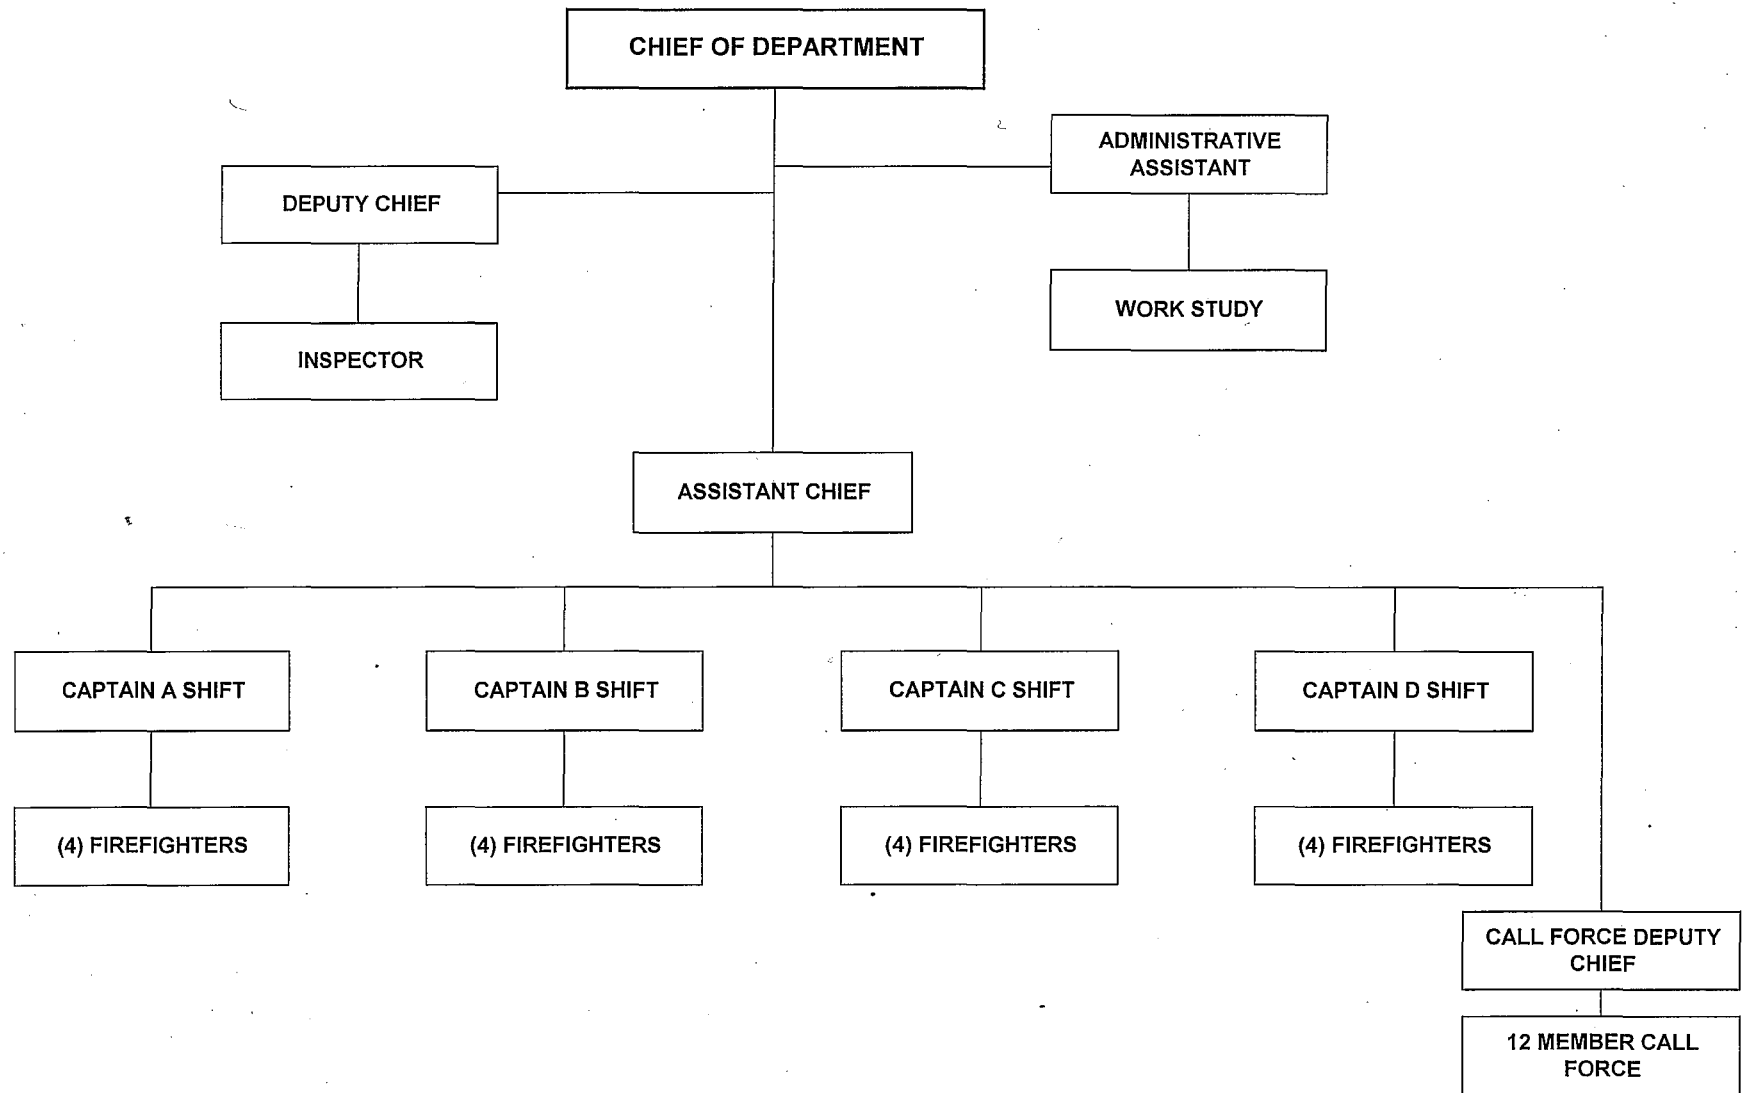 CHIEF OF DEPARTMENT
ADMINISTRATIVE
ASSISTANT
DEPUTY CHIEF
WORK STUDY
INSPECTOR
ASSISTANT CHIEF
CAPTAIN A SHIFT
CAPTAIN B SHIFT
CAPTAIN C SHIFT
CAPTAIN D SHIFT
(4) FIREFIGHTERS
(4) FIREFIGHTERS
(4) FIREFIGHTERS
(4) FIREFIGHTERS
CALL FORCE DEPUTY
CHIEF
12 MEMBER CALL
FORCE